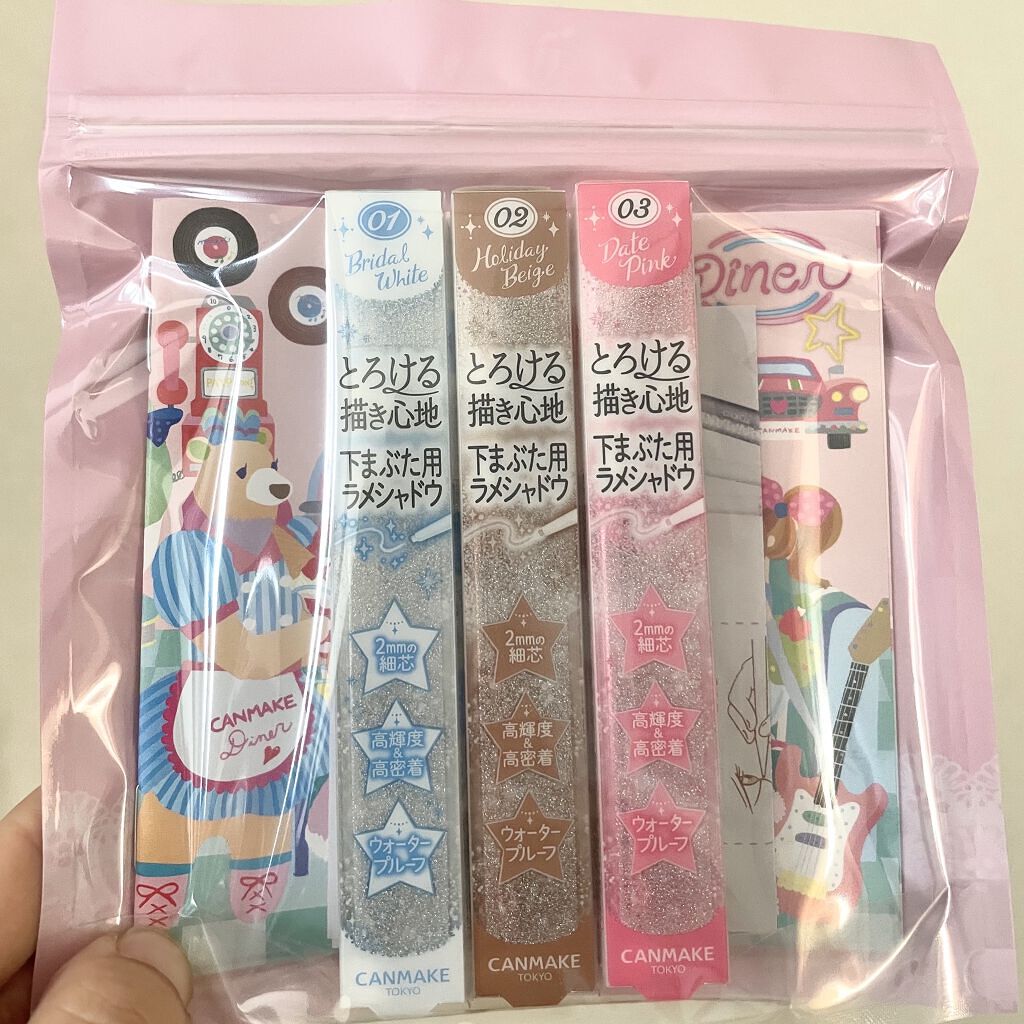 01
Bridal
White
とろける
描き心地
下まぶた用
ラメシャドウ
2mmの
細芯
高輝度
&
高密着
ウォーター
プルーフ
CANMAKE
TOKYO
02
Holiday
Beige
とろける
描き心地
下まぶた用
ラメシャドウ
2mmの
細芯
高輝度
&
高密着
ウォーター
プルーフ
CANMAKE
TOKYO
03
Date
Pink
とろける
描き心地
下まぶた用
ラメシャドウ
2mmの
細芯
高輝度
&
高密着
ウォーター
プルーフ
CANMAKE
TOKYO
CANMAKE
Diner
Diner
CANMAKE